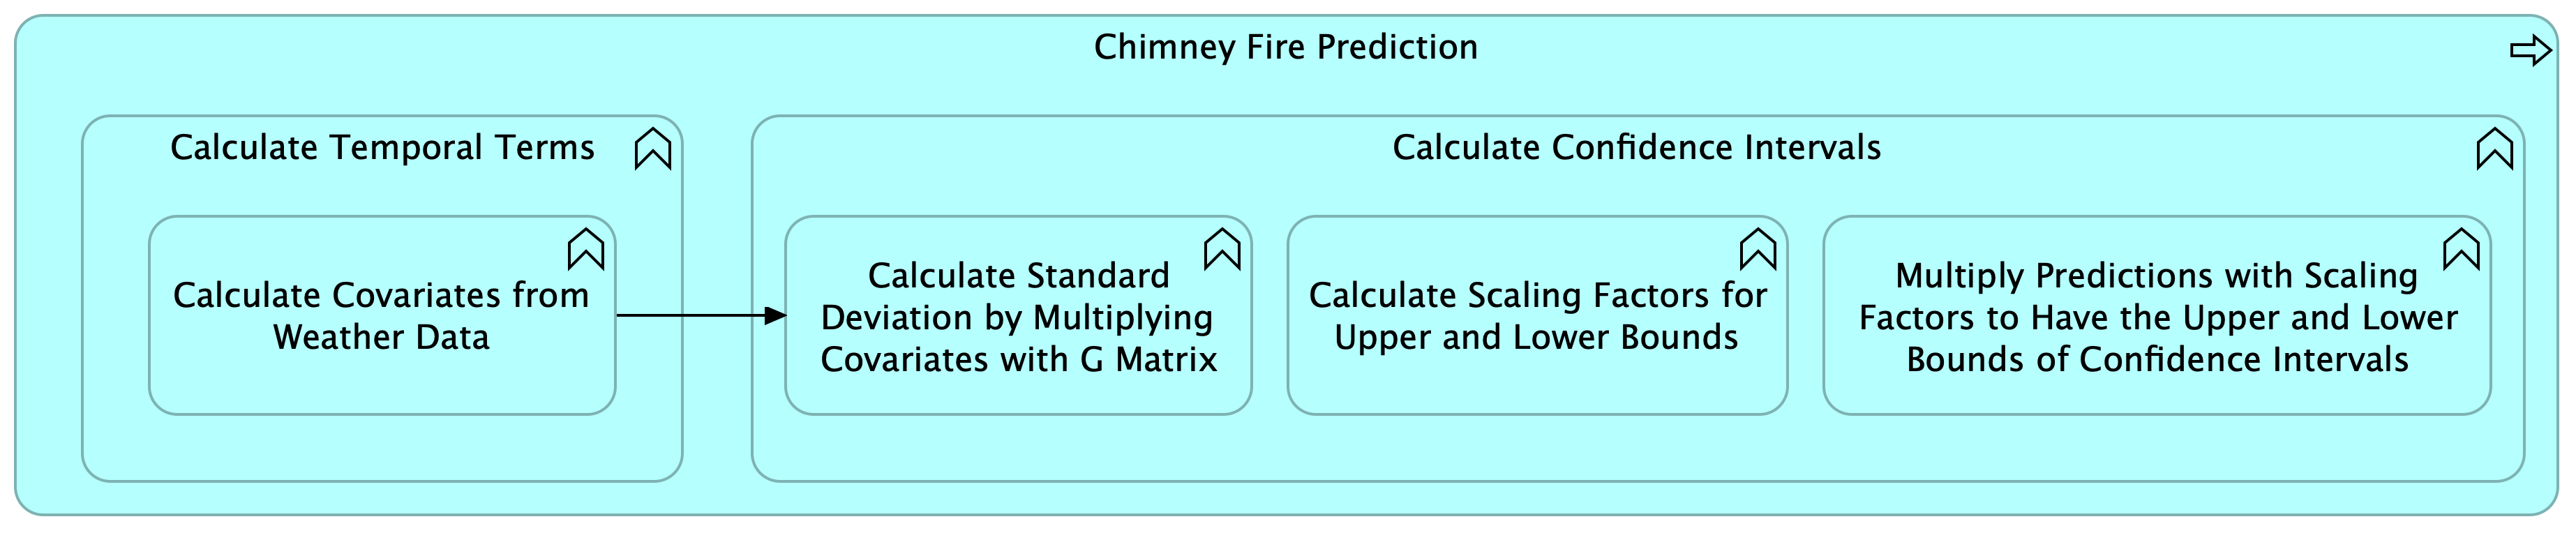 Chimney Fire Prediction
Calculate Temporal Terms
Calculate Confidence Intervals
Calculate Covariates from
Weather Data
Calculate Standard
Deviation by Multiplying
Covariates with G Matrix
Calculate Scaling Factors for
Upper and Lower Bounds
Multiply Predictions with Scaling
Factors to Have the Upper and Lower
Bounds of Confidence Intervals